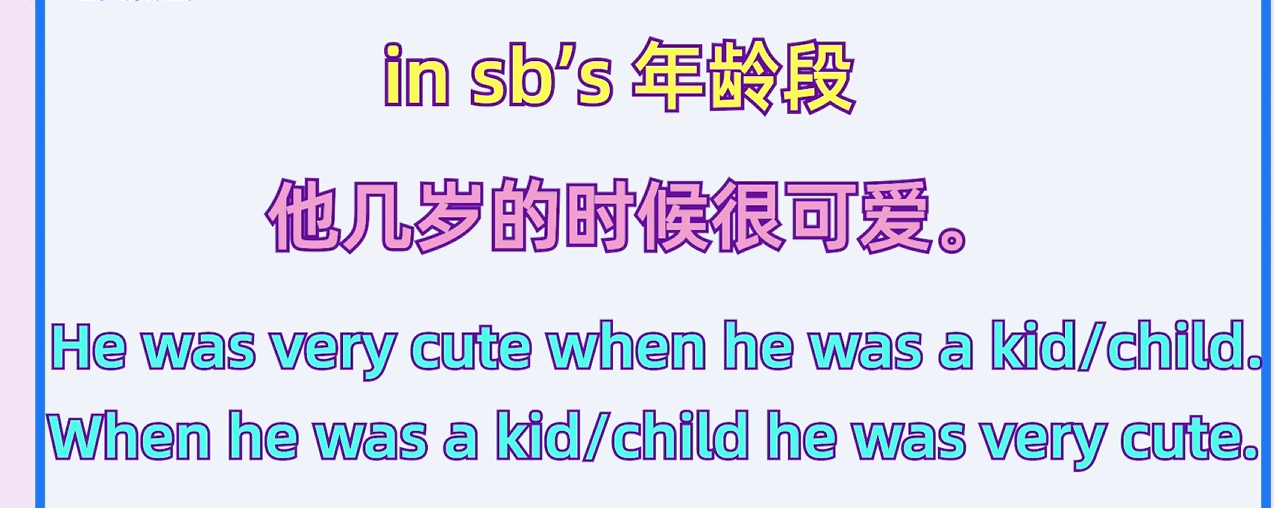 in sb’s 年龄段
他几岁的时候很可爱。
He was very cute when he was a kid/child.
When he was a kid/child he was very cute.